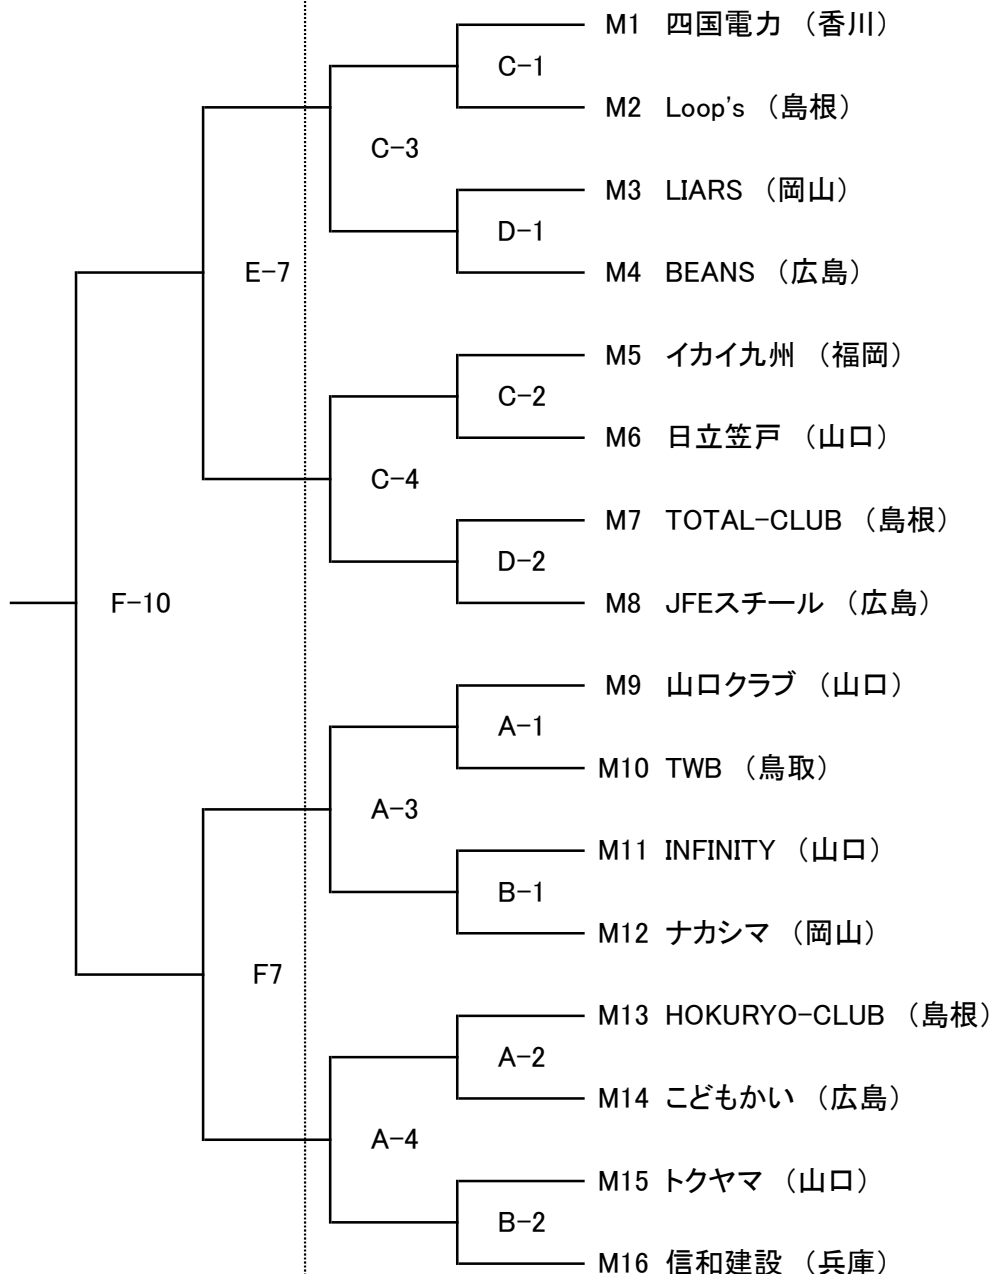 M1 四国電力 （香川）
C-1
M2 Loop's （島根）
C-3
M3 LIARS （岡山）
D-1
M4 BEANS （広島）
E-7
M5 イカイ九州 （福岡）
C-2
M6 日立笠戸 （山口）
C-4
M7 TOTAL-CLUB （島根）
D-2
M8 JFEスチール （広島）
F-10
M9 山口クラブ （山口）
A-1
M10 TWB （鳥取）
A-3
M11 INFINITY （山口）
B-1
M12 ナカシマ （岡山）
F7
M13 HOKURYO-CLUB （島根）
A-2
M14 こどもかい （広島）
A-4
M15 トクヤマ （山口）
B-2
M16 信和建設 （兵庫）